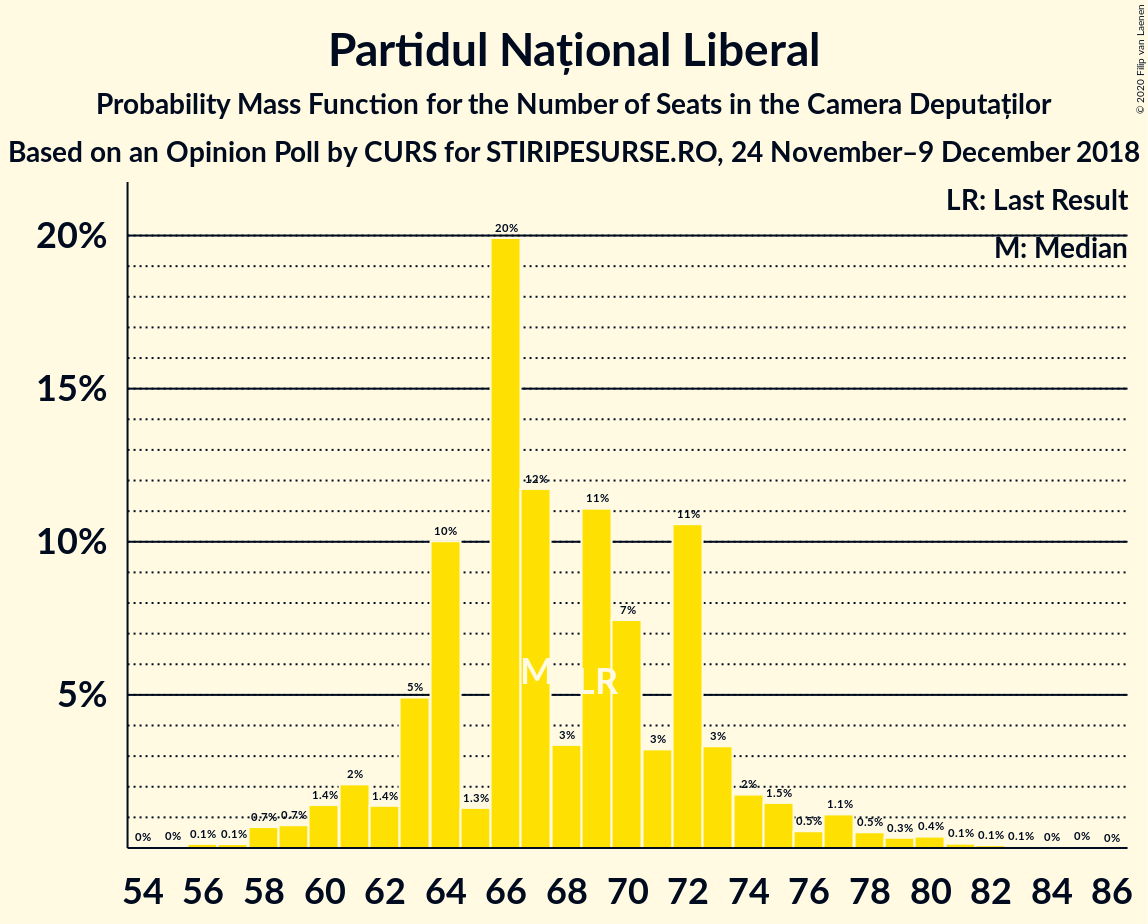 Partidul Național Liberal
Probability Mass Function for the Number of Seats in the Camera Deputaților
Based on an Opinion Poll by CURS for STIRIPESURSE.RO, 24 November–9 December 2018
© 2020 Filip van Laenen
LR: Last Result
M: Median
20%
15%
10%
5%
0% 0% 0.1% 0.1% 0.7% 0.7% 1.4% 2% 1.4% 5% 10% 1.3% 20% 12% 3% 11% 7% 3% 11% 3% 2% 1.5% 0.5% 1.1% 0.5% 0.3% 0.4% 0.1% 0.1% 0.1% 0% 0% 0%
M LR
54 56 58 60 62 64 66 68 70 72 74 76 78 80 82 84 86